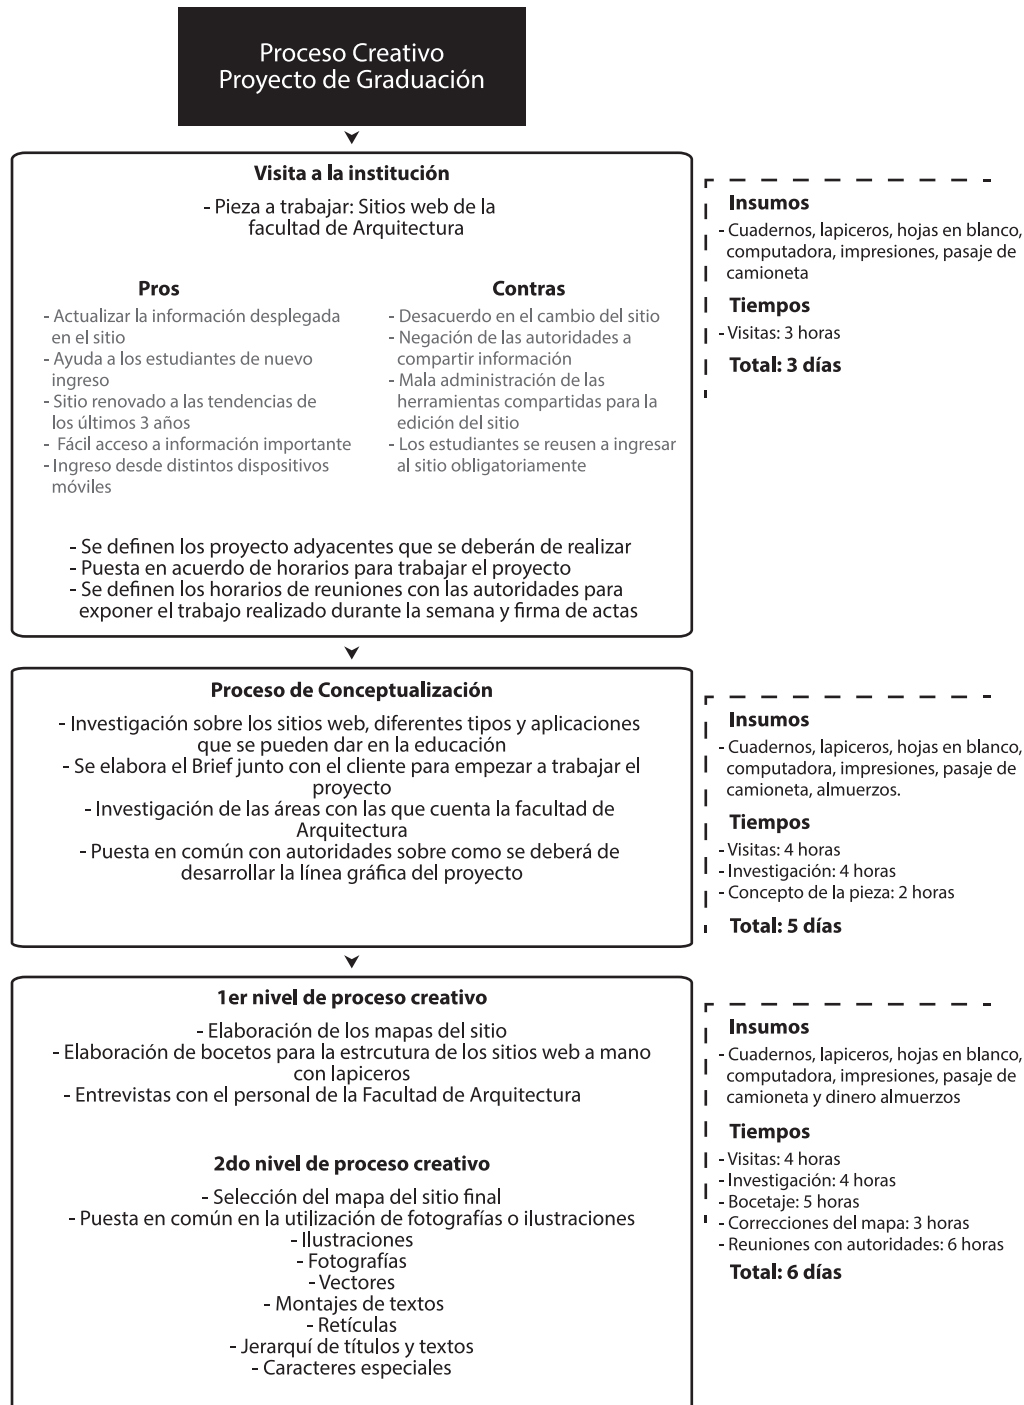 Proceso Creativo
Proyecto de Graduación
Visita a la institución
- Pieza a trabajar: Sitios web de la
facultad de Arquitectura
Pros
- Actualizar la información desplegada
en el sitio
- Ayuda a los estudiantes de nuevo
ingreso
- Sitio renovado a las tendencias de
los últimos 3 años
- Fácil acceso a información importante
- Ingreso desde distintos dispositivos
móviles
Contras
- Desacuerdo en el cambio del sitio
- Negación de las autoridades a
compartir información
- Mala administración de las
herramientas compartidas para la
edición del sitio
- Los estudiantes se reusen a ingresar
al sitio obligatoriamente
- Se definen los proyecto adyacentes que se deberán de realizar
- Puesta en acuerdo de horarios para trabajar el proyecto
- Se definen los horarios de reuniones con las autoridades para
exponer el trabajo realizado durante la semana y firma de actas
Insumos
- Cuadernos, lapiceros, hojas en blanco,
computadora, impresiones, pasaje de
camioneta
Tiempos
- Visitas: 3 horas
Total: 3 días
Proceso de Conceptualización
- Investigación sobre los sitios web, diferentes tipos y aplicaciones
que se pueden dar en la educación
- Se elabora el Brief junto con el cliente para empezar a trabajar el
proyecto
- Investigación de las áreas con las que cuenta la facultad de
Arquitectura
- Puesta en común con autoridades sobre como se deberá de
desarrollar la línea gráfica del proyecto
Insumos
- Cuadernos, lapiceros, hojas en blanco,
computadora, impresiones, pasaje de
camioneta, almuerzos.
Tiempos
- Visitas: 4 horas
- Investigación: 4 horas
- Concepto de la pieza: 2 horas
Total: 5 días
1er nivel de proceso creativo
- Elaboración de los mapas del sitio
- Elaboración de bocetos para la estrcutura de los sitios web a mano
con lapiceros
- Entrevistas con el personal de la Facultad de Arquitectura
2do nivel de proceso creativo
- Selección del mapa del sitio final
- Puesta en común en la utilización de fotografías o ilustraciones
- Ilustraciones
- Fotografías
- Vectores
- Montajes de textos
- Retículas
- Jerarquí de títulos y textos
- Caracteres especiales
Insumos
- Cuadernos, lapiceros, hojas en blanco,
computadora, impresiones, pasaje de
camioneta y dinero almuerzos
Tiempos
- Visitas: 4 horas
- Investigación: 4 horas
- Bocetaje: 5 horas
- Correcciones del mapa: 3 horas
- Reuniones con autoridades: 6 horas
Total: 6 días